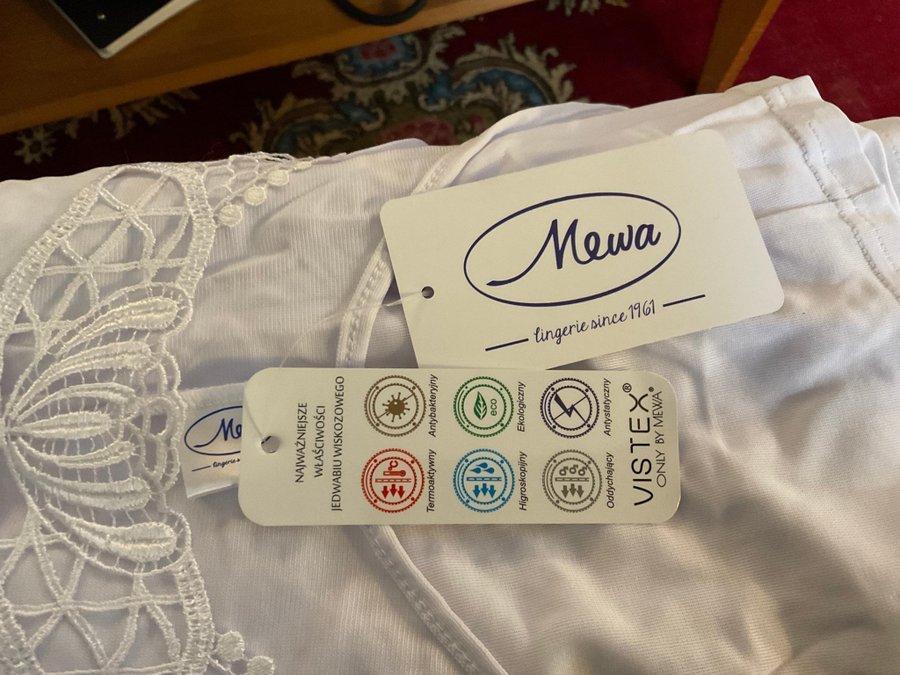 Mewa
lingerie since 1961
NAJWAŻNIEJSZE
WŁAŚCIWOŚCI
JEDWABIU WISKOZOWEGO
Antybakteryjny
eco
Ekologiczny
Antystatyczny
Termoaktywny
Higroskopijny
Oddychający
VISTEX®
ONLY BY MEWA®
lingerie